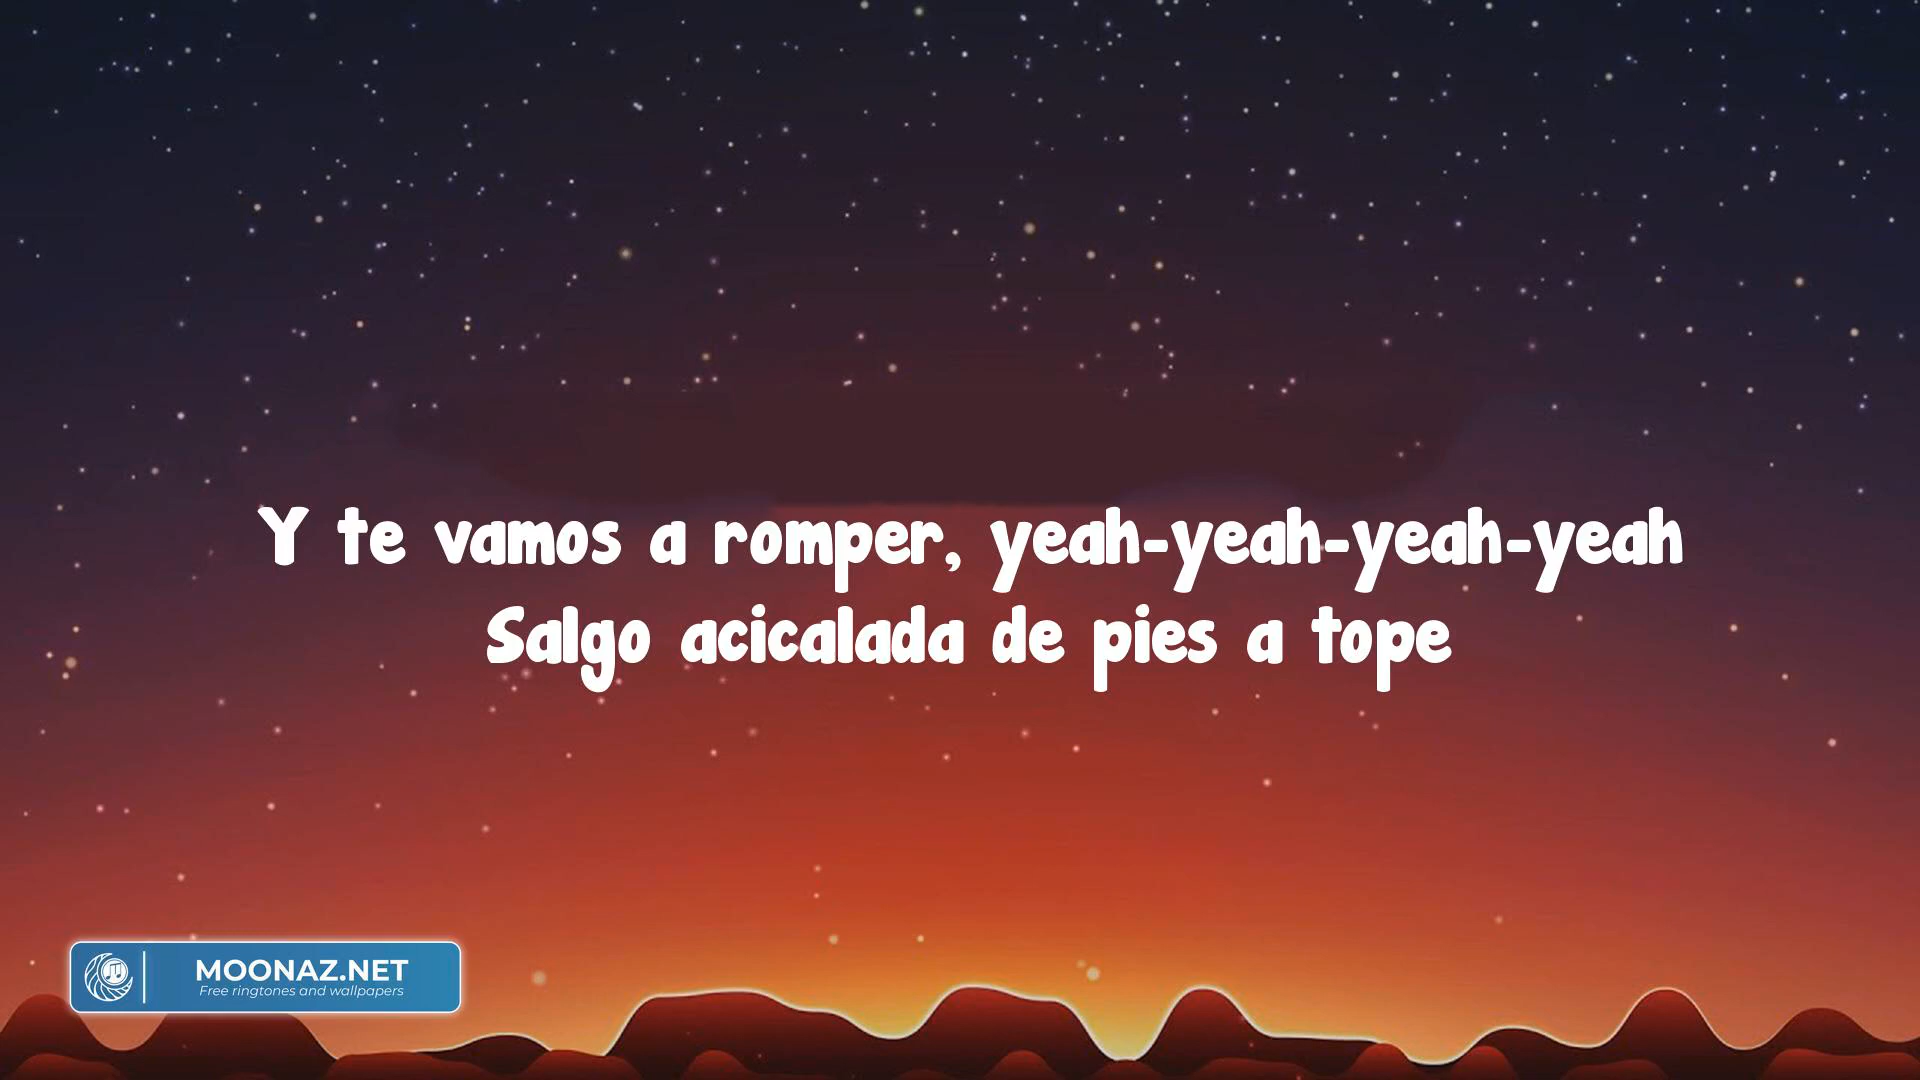 Y te vamos a romper, yeah-yeah-yeah-yeah
Salgo acicalada de pies a tope
MOONAZ.NET
Free ringtones and wallpapers